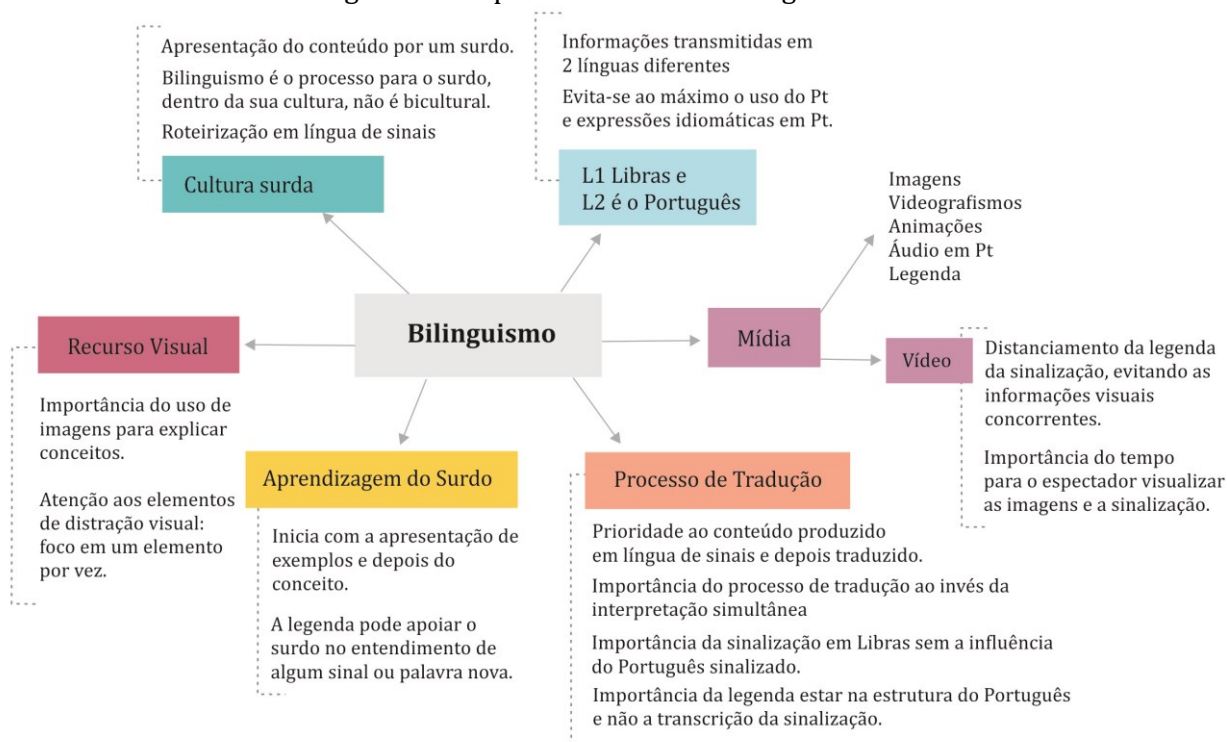 Apresentação do conteúdo por um surdo.
Bilinguismo é o processo para o surdo,
dentro da sua cultura, não é bicultural.
Roteirização em língua de sinais
Cultura surda
Informações transmitidas em
2 línguas diferentes
Evita-se ao máximo o uso do Pt
e expressões idiomáticas em Pt.
L1 Libras e
L2 é o Português
Imagens
Videografismos
Animações
Áudio em Pt
Legenda
Bilinguismo
Mídia
Vídeo
Distanciamento da legenda
da sinalização, evitando as
informações visuais
concorrentes.
Importância do tempo
para o espectador visualizar
as imagens e a sinalização.
Recurso Visual
Importância do uso de
imagens para explicar
conceitos.
Atenção aos elementos
de distração visual:
foco em um elemento
por vez.
Aprendizagem do Surdo
Inicia com a apresentação de
exemplos e depois do
conceito.
A legenda pode apoiar o
surdo no entendimento de
algum sinal ou palavra nova.
Processo de Tradução
Prioridade ao conteúdo produzido
em língua de sinais e depois traduzido.
Importância do processo de tradução ao invés da
interpretação simultânea
Importância da sinalização em Libras sem a influência
do Português sinalizado.
Importância da legenda estar na estrutura do Português
e não a transcrição da sinalização.